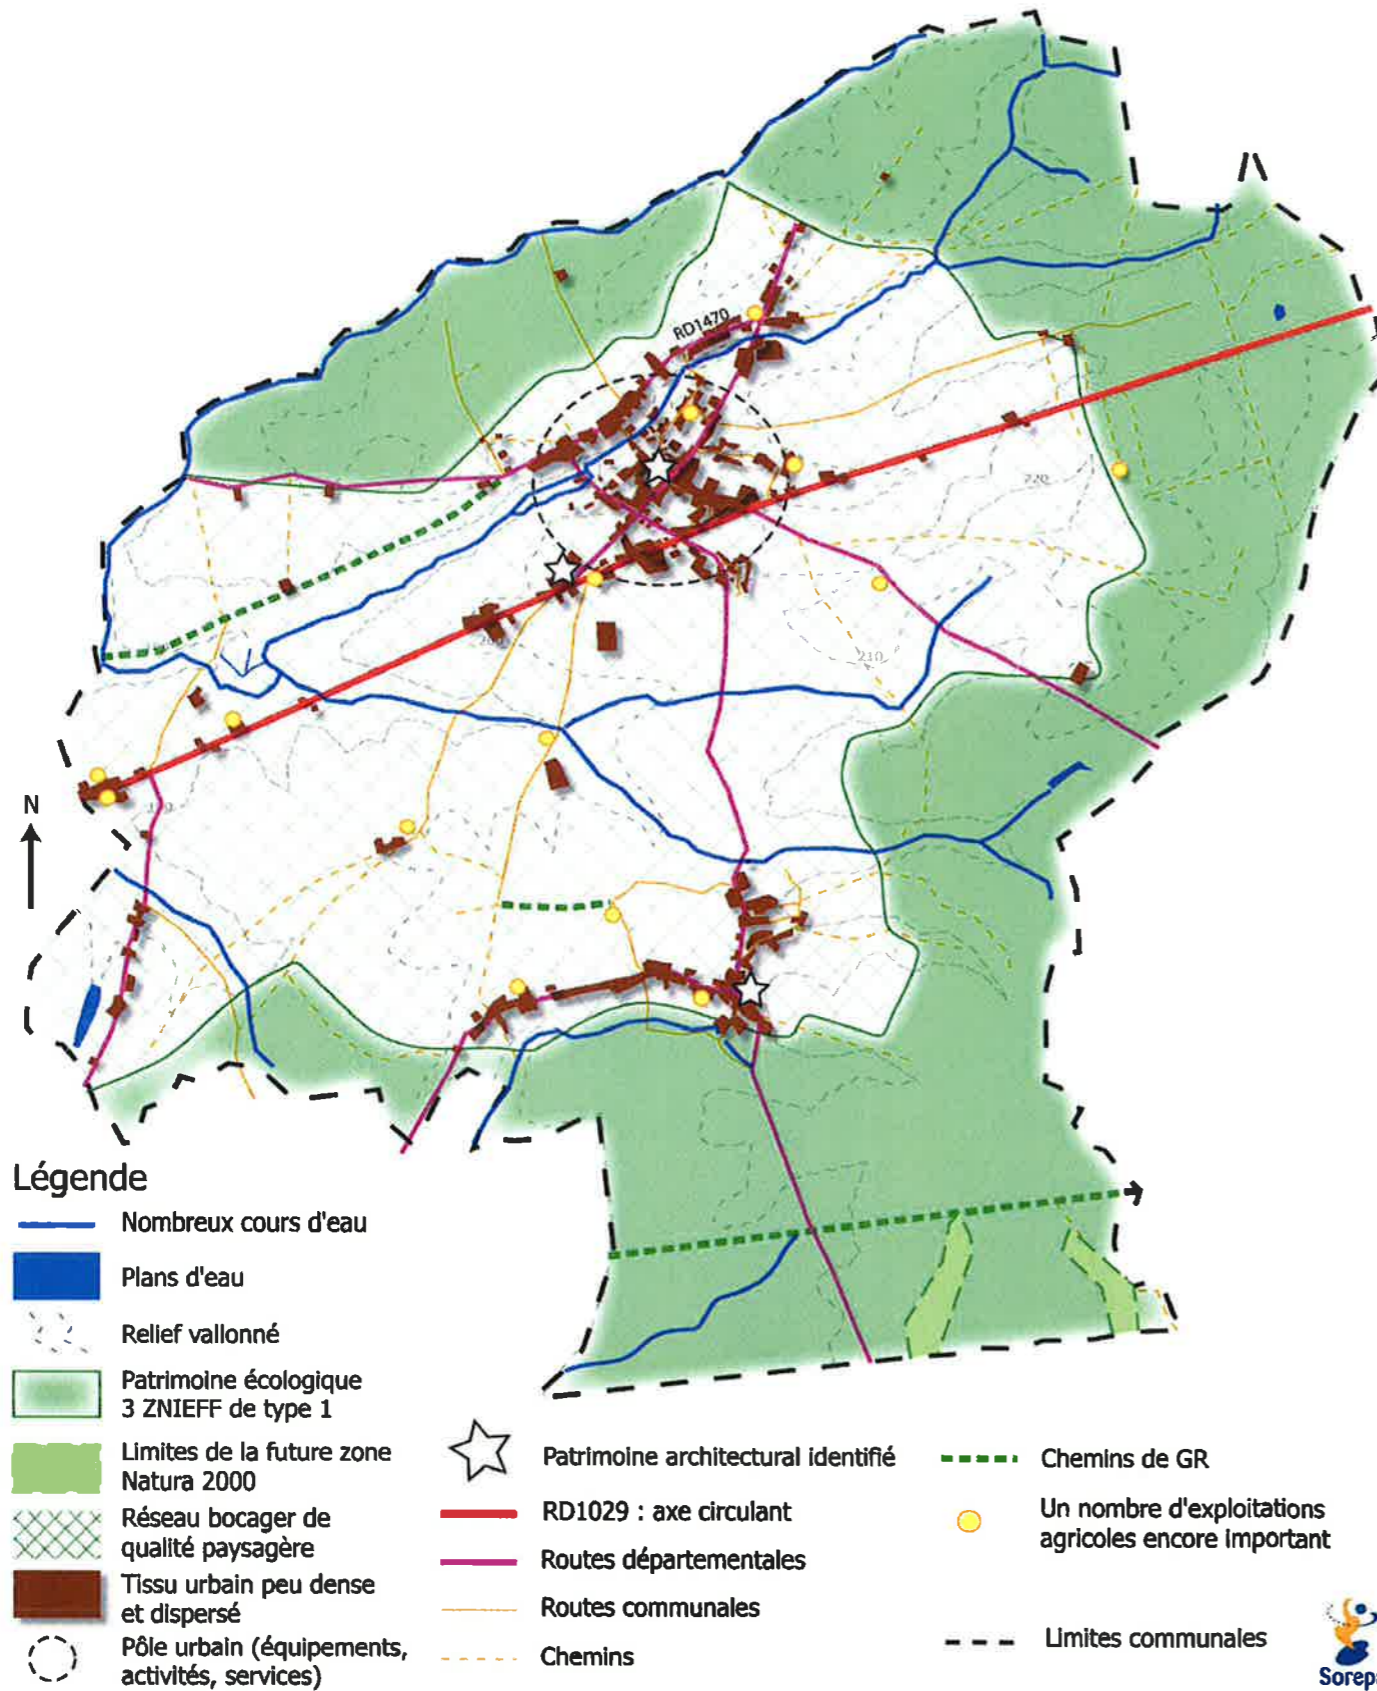 RD1470
220
210
200
N
Légende
Nombreux cours d'eau
Plans d'eau
Relief vallonné
Patrimoine écologique
3 ZNIEFF de type 1
Limites de la future zone
Natura 2000
Réseau bocager de
qualité paysagère
Tissu urbain peu dense
et dispersé
Pôle urbain (équipements,
activités, services)
Patrimoine architectural identifié
RD1029 : axe circulant
Routes départementales
Routes communales
Chemins
Chemins de GR
Un nombre d'exploitations
agricoles encore important
Limites communales